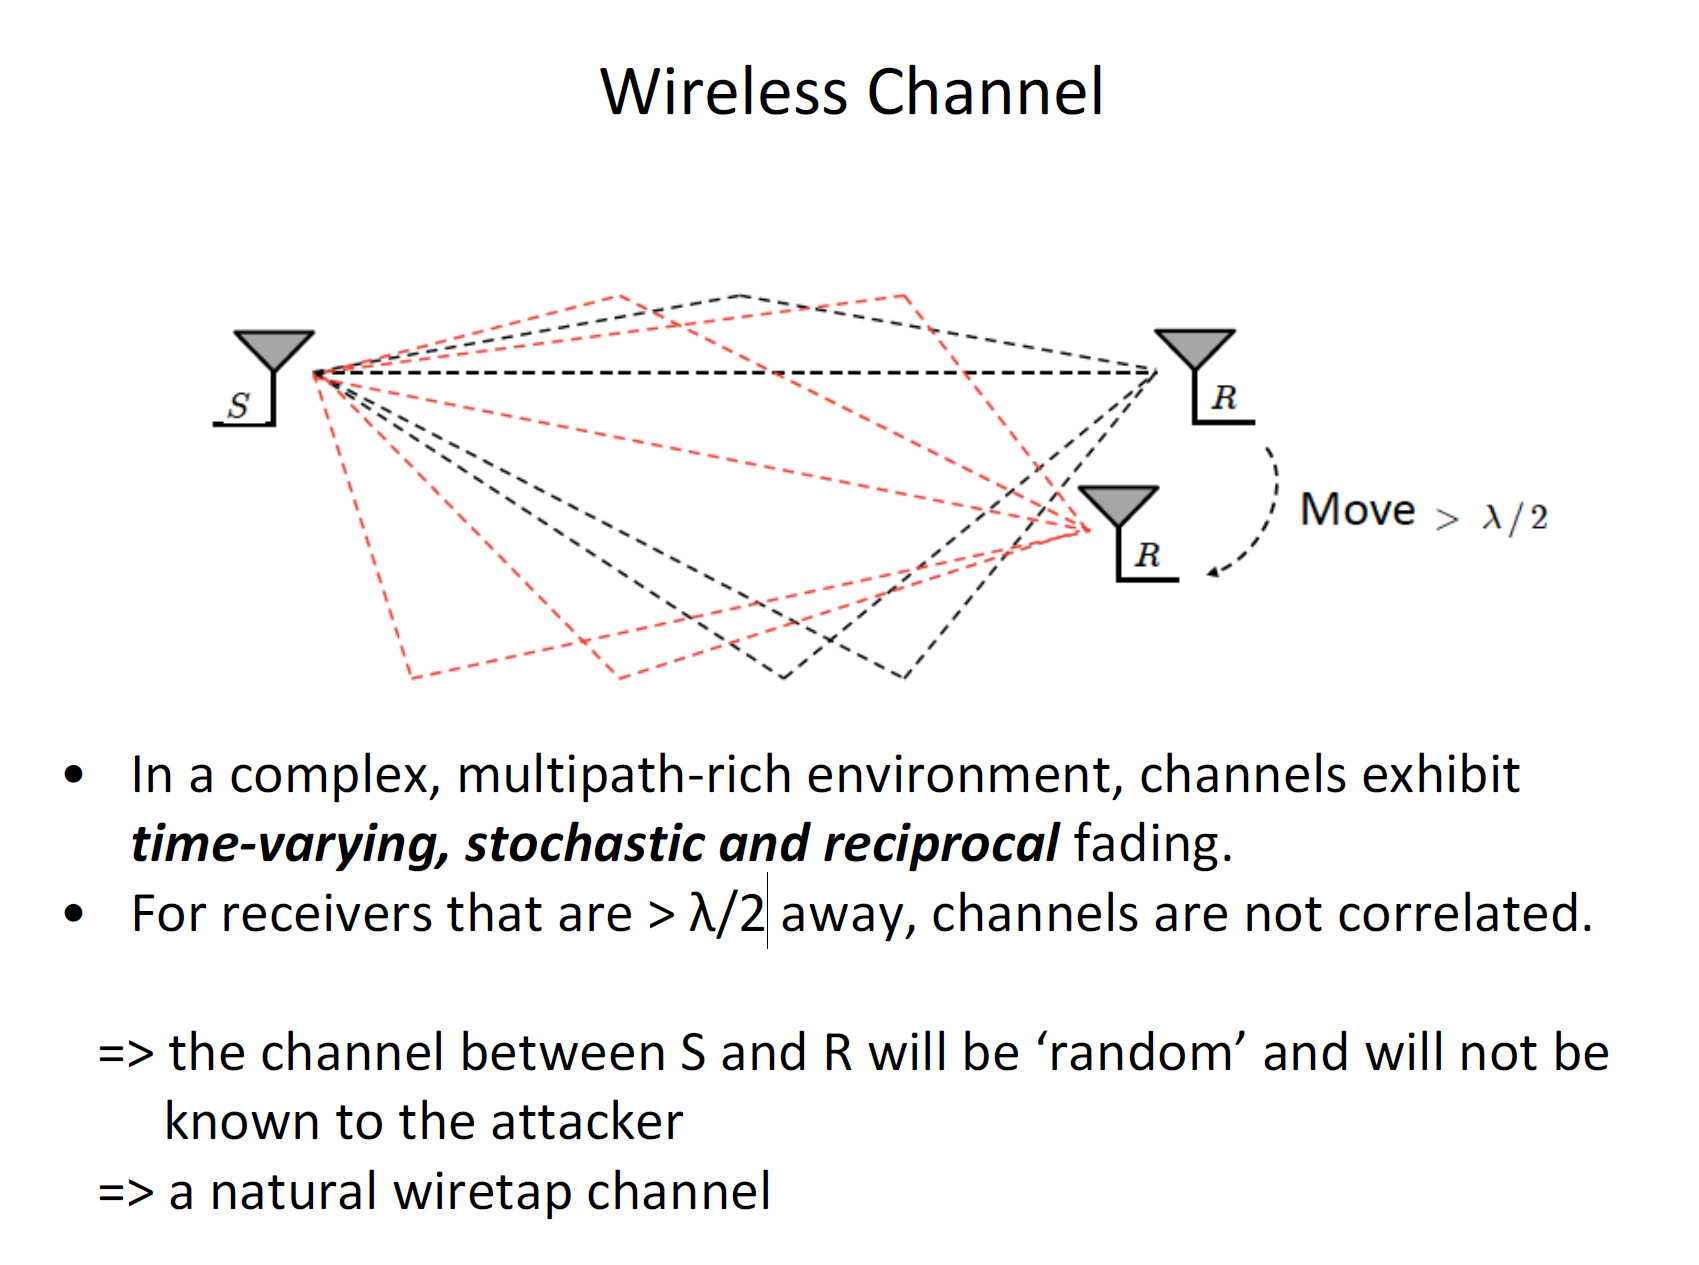 Wireless Channel
S
R
Move > λ/2
R
• In a complex, multipath-rich environment, channels exhibit
time-varying, stochastic and reciprocal fading.
• For receivers that are > λ/2 away, channels are not correlated.
=> the channel between S and R will be ‘random’ and will not be
known to the attacker
=> a natural wiretap channel